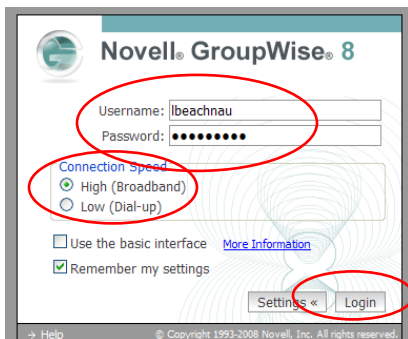 Novell® GroupWise® 8
Username: lbeachnau
Password: •••••••••
Connection Speed
High (Broadband)
Low (Dial-up)
Use the basic interface More Information
Remember my settings
Settings « Login
→ Help © Copyright 1993-2008 Novell, Inc. All rights reserved.